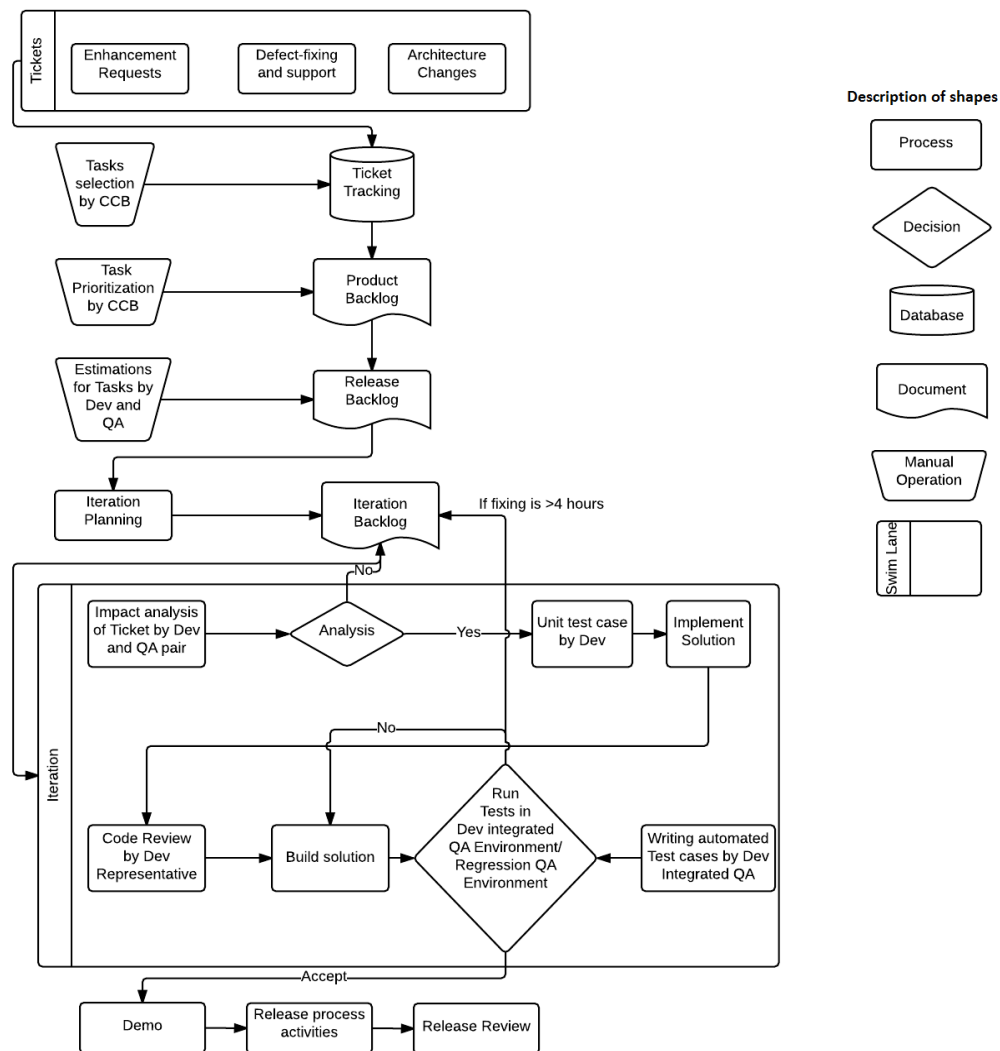 Tickets
Enhancement
Requests
Defect-fixing
and support
Architecture
Changes
Description of shapes
Process
Tasks
selection
by CCB
Ticket
Tracking
Decision
Task
Prioritization
by CCB
Product
Backlog
Database
Estimations
for Tasks by
Dev and
QA
Release
Backlog
Document
Manual
Operation
Iteration
Planning
Iteration
Backlog
If fixing is >4 hours
Swim Lane
No
Iteration
Impact analysis
of Ticket by Dev
and QA pair
Analysis
Yes
Unit test case
by Dev
Implement
Solution
No
Code Review
by Dev
Representative
Build solution
Run
Tests in
Dev integrated
QA Environment/
Regression QA
Environment
Writing automated
Test cases by Dev
Integrated QA
Accept
Demo
Release process
activities
Release Review